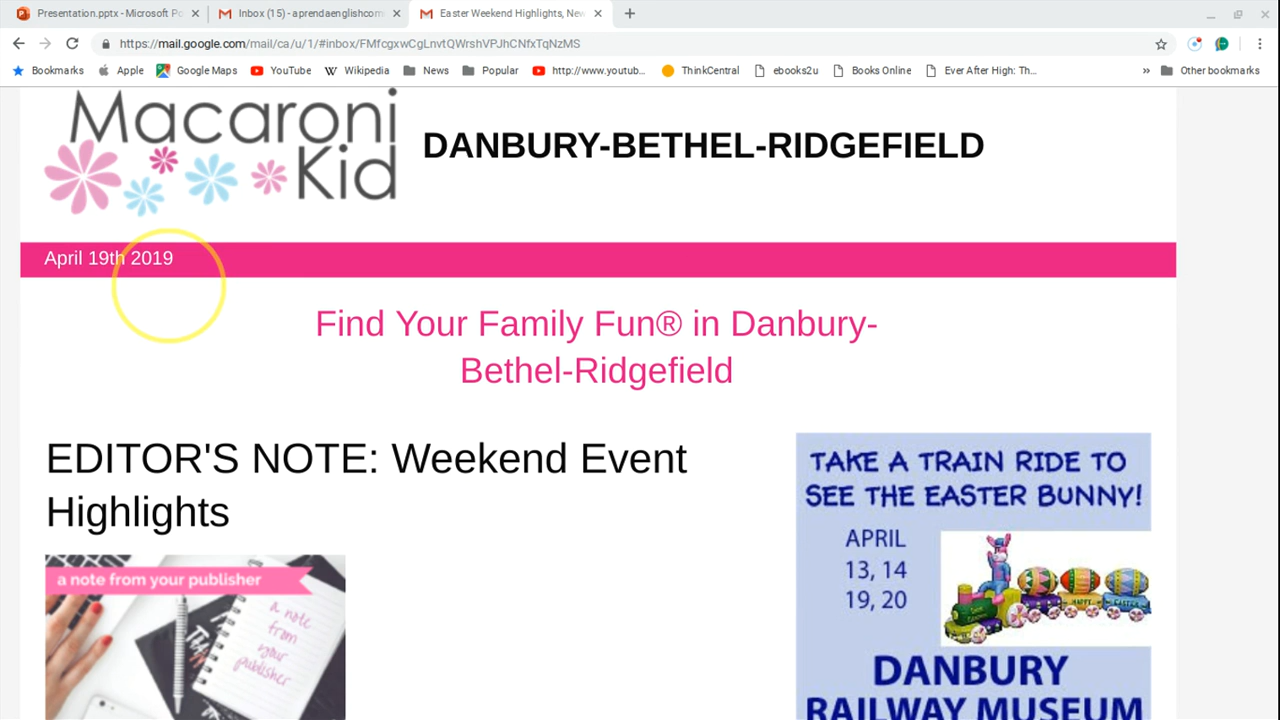 Presentation.pptx - Microsoft Po
Inbox (15) - aprendaenglishcom
Easter Weekend Highlights, New
https://mail.google.com/mail/ca/u/1/#inbox/FMfcgxwCgLnvtQWrshVPJhCNfxTqNzMS
Bookmarks
Apple
Google Maps
YouTube
Wikipedia
News
Popular
http://www.youtub...
ThinkCentral
ebooks2u
Books Online
Ever After High: Th...
»
Other bookmarks
Macaroni
Kid
DANBURY-BETHEL-RIDGEFIELD
April 19th 2019
Find Your Family Fun® in Danbury-
Bethel-Ridgefield
EDITOR'S NOTE: Weekend Event
Highlights
a note from your publisher
a note
from
your
publisher
TAKE A TRAIN RIDE TO
SEE THE EASTER BUNNY!
APRIL
13, 14
19, 20
HAPPY
EASTER
DANBURY
RAILWAY MUSEUM